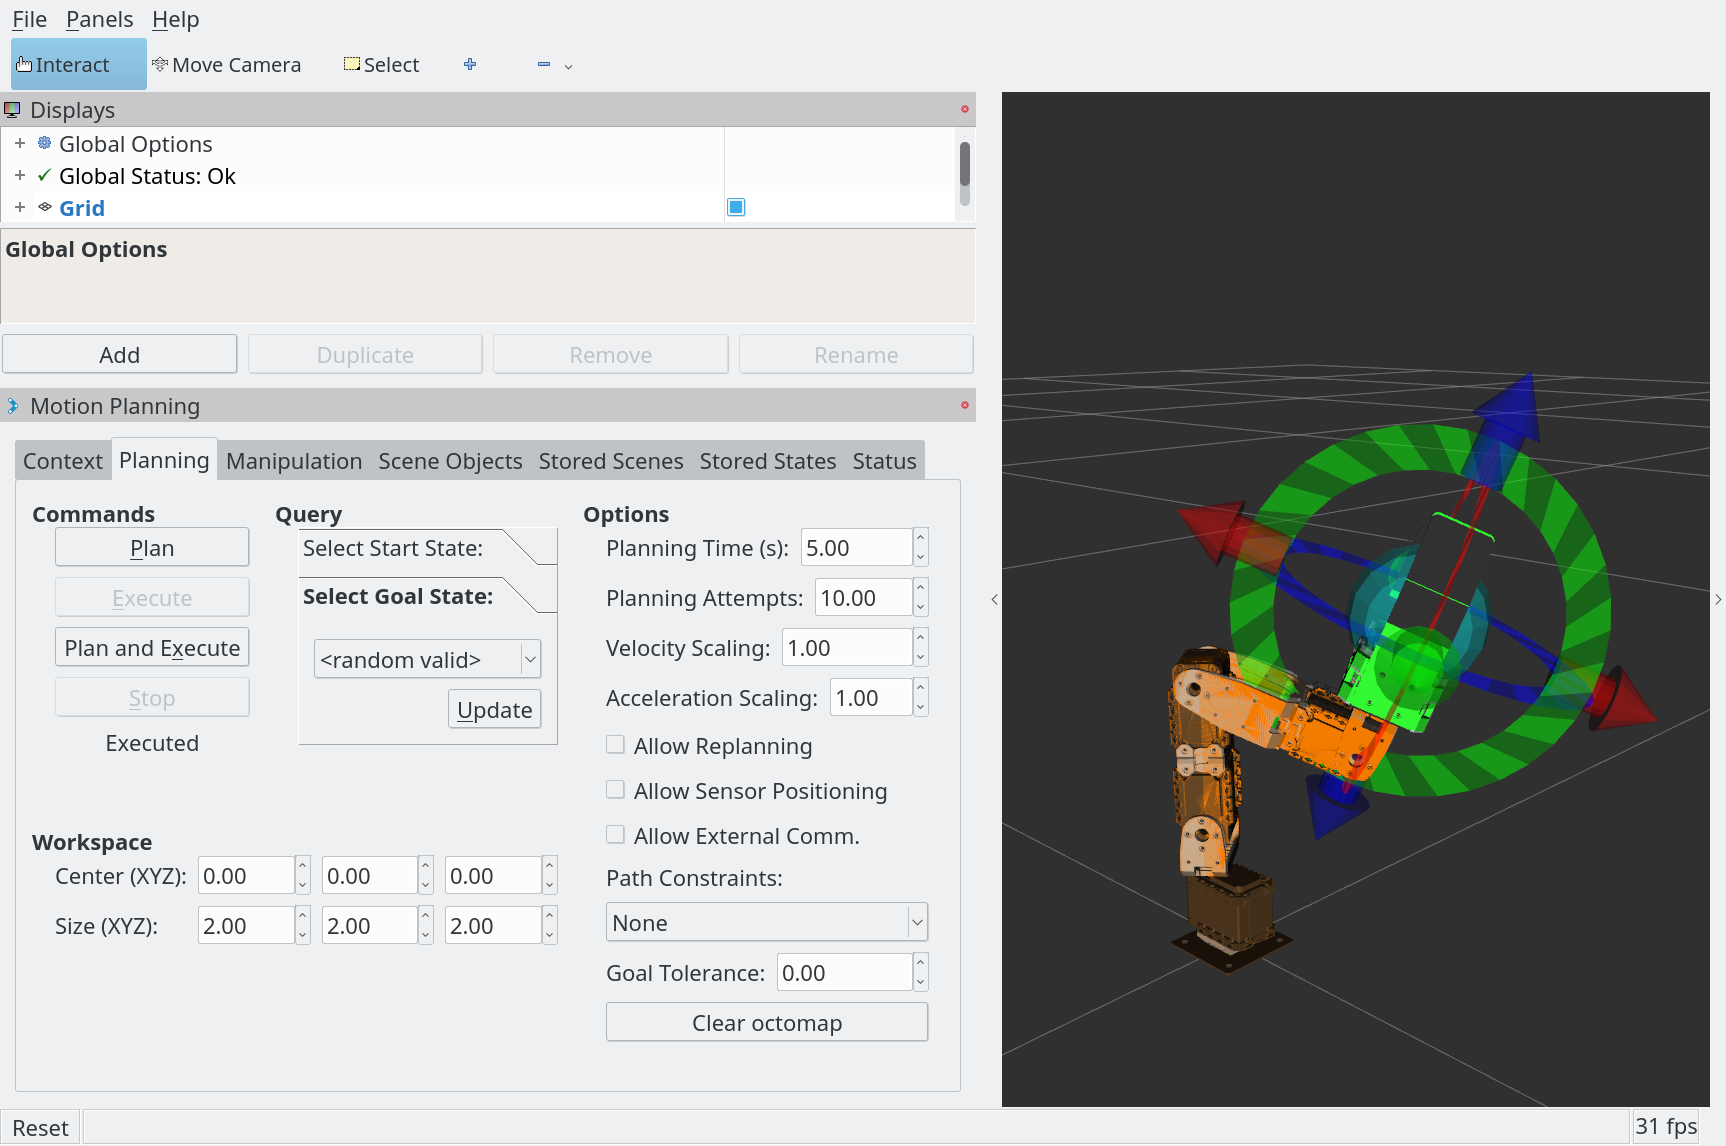 File Panels Help
Interact Move Camera Select
Displays
Global Options
Global Status: Ok
Grid
Global Options
Add Duplicate Remove Rename
Motion Planning
Context Planning Manipulation Scene Objects Stored Scenes Stored States Status
Commands
Plan
Execute
Plan and Execute
Stop
Executed
Query
Select Start State:
Select Goal State:
<random valid>
Update
Options
Planning Time (s): 5.00
Planning Attempts: 10.00
Velocity Scaling: 1.00
Acceleration Scaling: 1.00
Allow Replanning
Allow Sensor Positioning
Allow External Comm.
Path Constraints:
None
Goal Tolerance: 0.00
Clear octomap
Workspace
Center (XYZ): 0.00 0.00 0.00
Size (XYZ): 2.00 2.00 2.00
Reset
31 fps